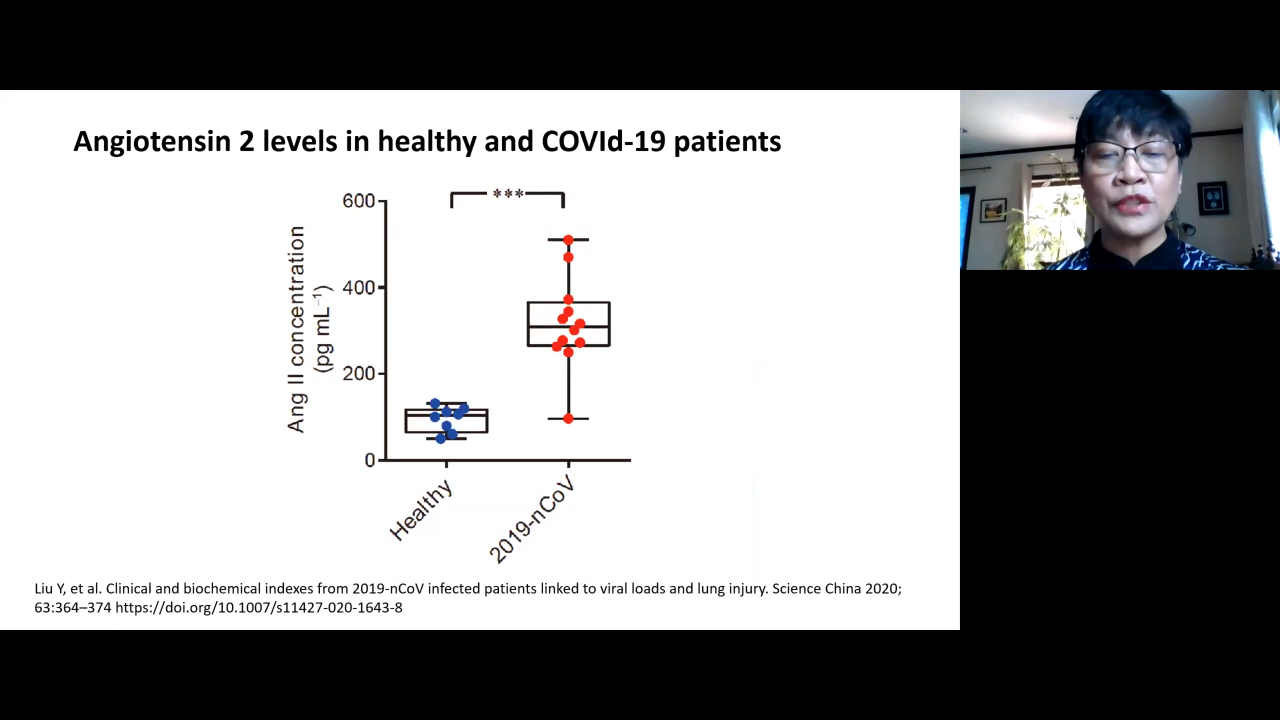 Angiotensin 2 levels in healthy and COVId-19 patients
***
600
400
200
0
Ang II concentration
(pg mL⁻¹)
Healthy
2019-nCoV
Liu Y, et al. Clinical and biochemical indexes from 2019-nCoV infected patients linked to viral loads and lung injury. Science China 2020;
63:364–374 https://doi.org/10.1007/s11427-020-1643-8